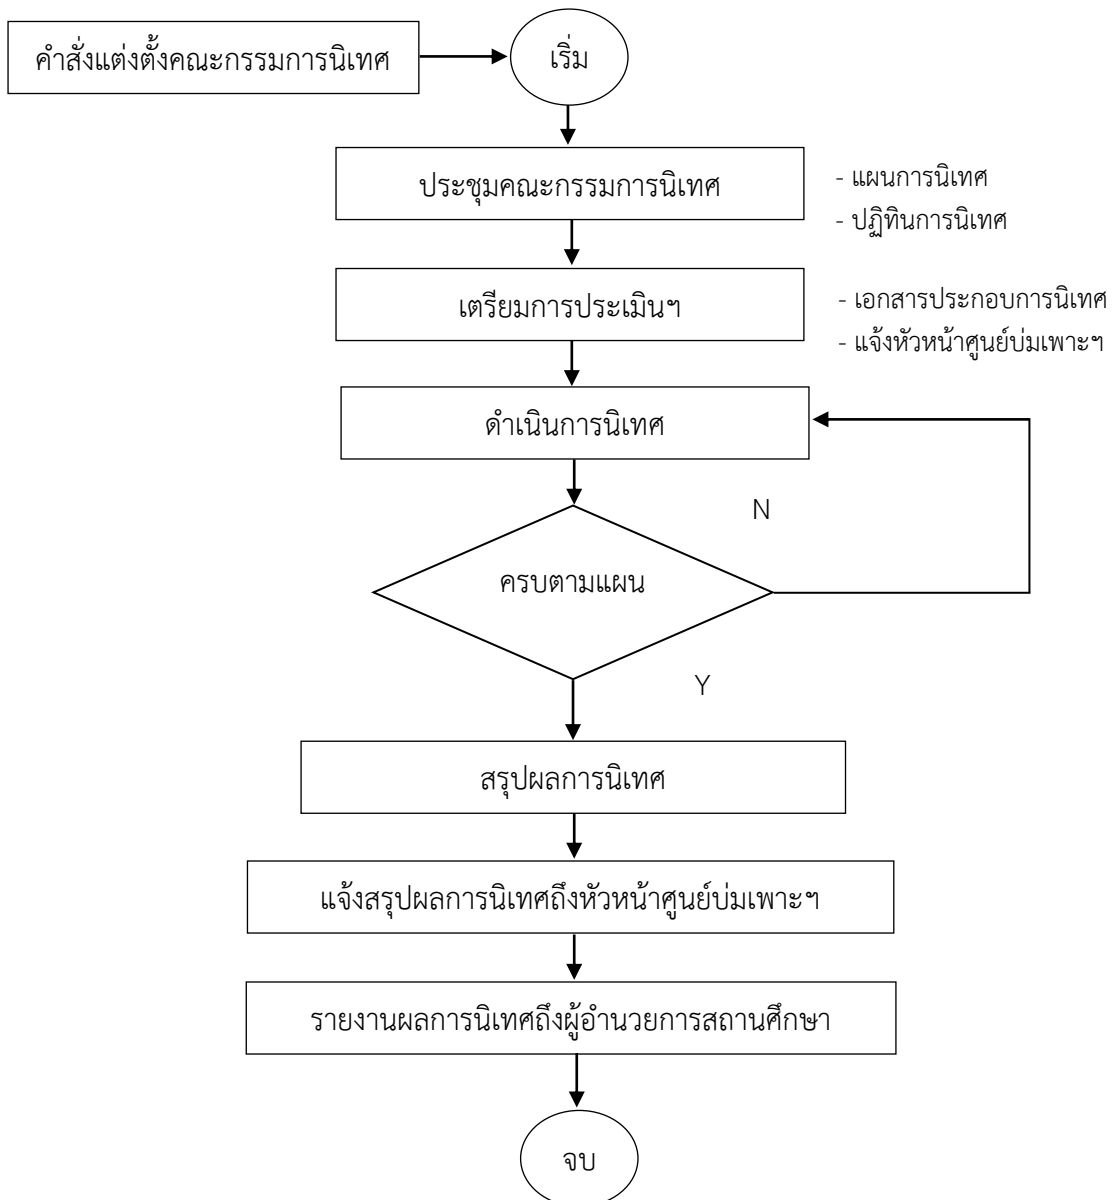 คำสั่งแต่งตั้งคณะกรรมการนิเทศ
เริ่ม
ประชุมคณะกรรมการนิเทศ
- แผนการนิเทศ
- ปฏิทินการนิเทศ
เตรียมการประเมินฯ
- เอกสารประกอบการนิเทศ
- แจ้งหัวหน้าศูนย์บ่มเพาะฯ
ดำเนินการนิเทศ
N
ครบตามแผน
Y
สรุปผลการนิเทศ
แจ้งสรุปผลการนิเทศถึงหัวหน้าศูนย์บ่มเพาะฯ
รายงานผลการนิเทศถึงผู้อำนวยการสถานศึกษา
จบ